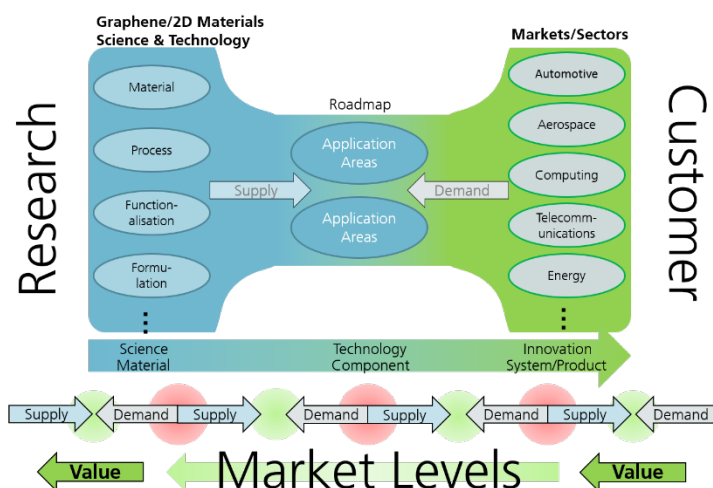 Graphene/2D Materials
Science & Technology
Markets/Sectors
Research
Customer
Material
Process
Function-
alisation
Formu-
lation
Roadmap
Application
Areas
Application
Areas
Supply
Demand
Automotive
Aerospace
Computing
Telecomm-
unications
Energy
Science
Material
Technology
Component
Innovation
System/Product
Supply Demand Supply Demand Supply Demand Supply Demand
Value Market Levels Value